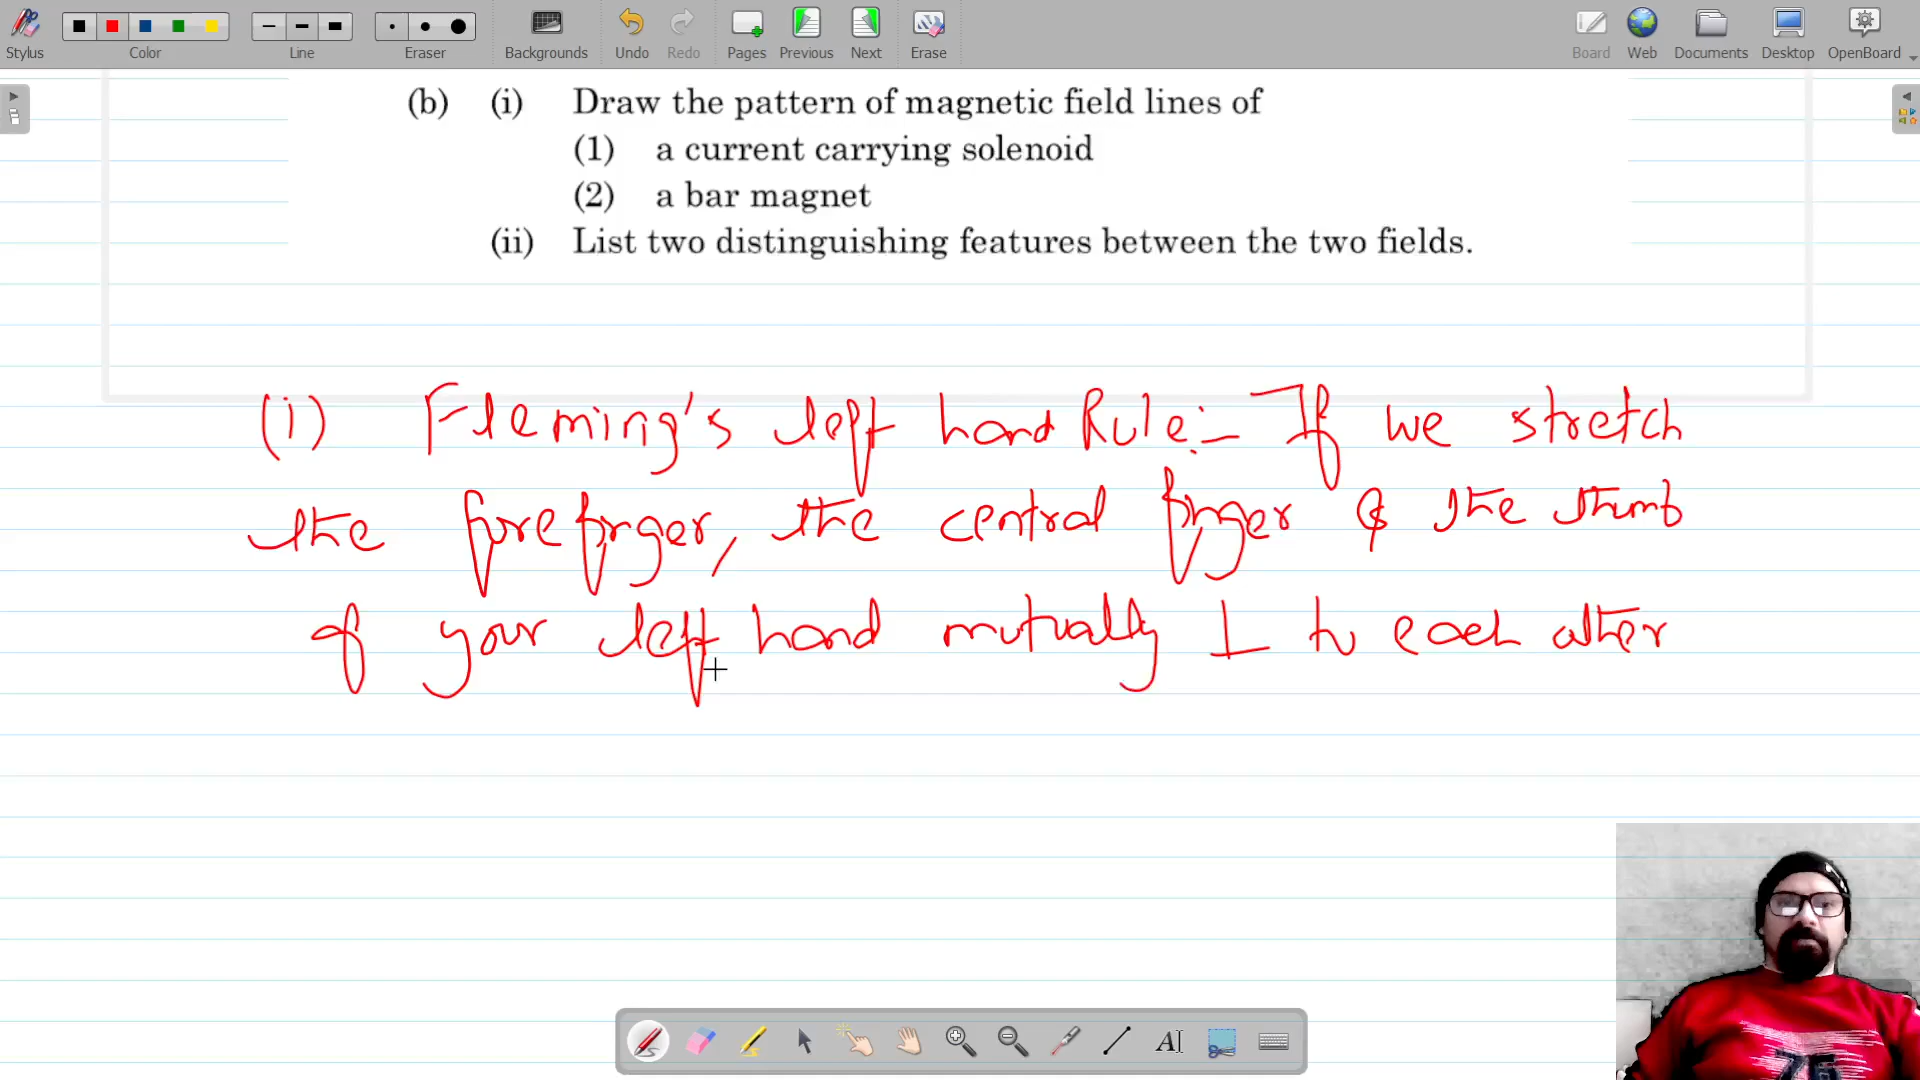 Stylus Color Line Eraser Backgrounds Undo Redo Pages Previous Next Erase Board Web Documents Desktop OpenBoard
(b) (i) Draw the pattern of magnetic field lines of
(1) a current carrying solenoid
(2) a bar magnet
(ii) List two distinguishing features between the two fields.
(i) Fleming's left hand Rule:- If we stretch
the forefinger, the central finger & the thumb
of your left hand mutually ⊥ to each other